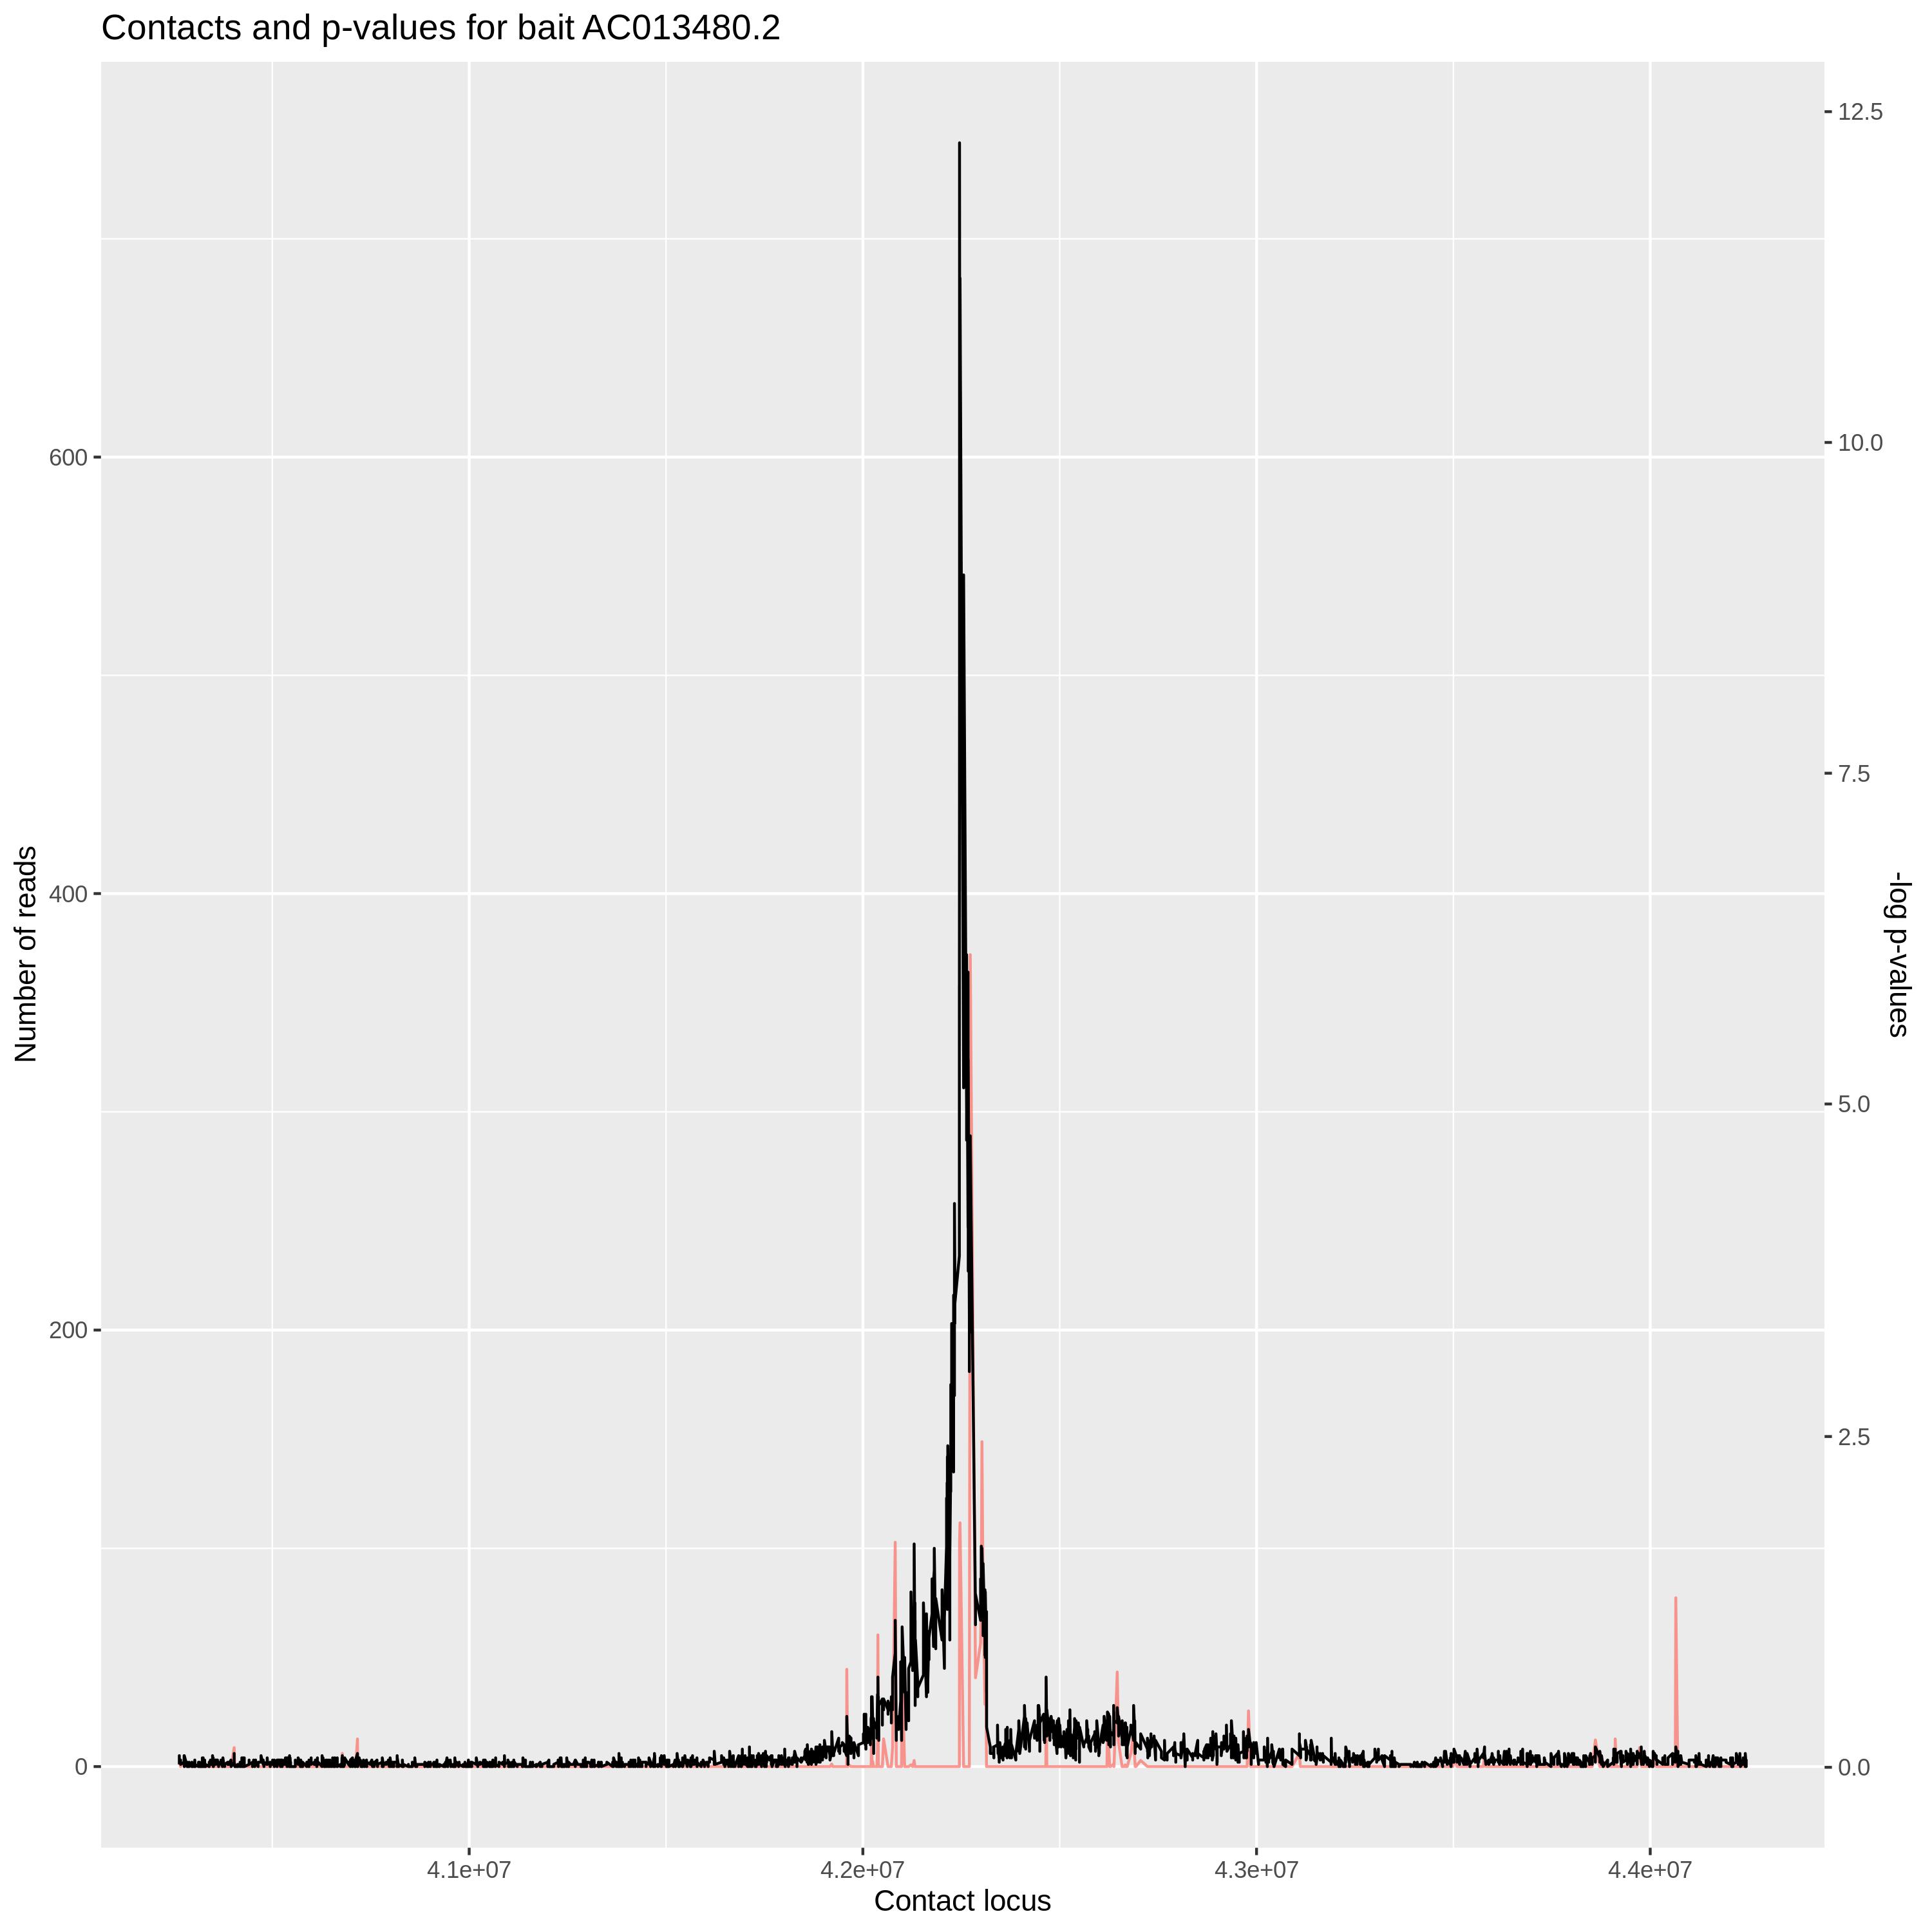 Contacts and p-values for bait AC013480.2
12.5
10.0
7.5
5.0
2.5
0.0
-log p-values
600
400
200
0
Number of reads
4.1e+07
4.2e+07
4.3e+07
4.4e+07
Contact locus